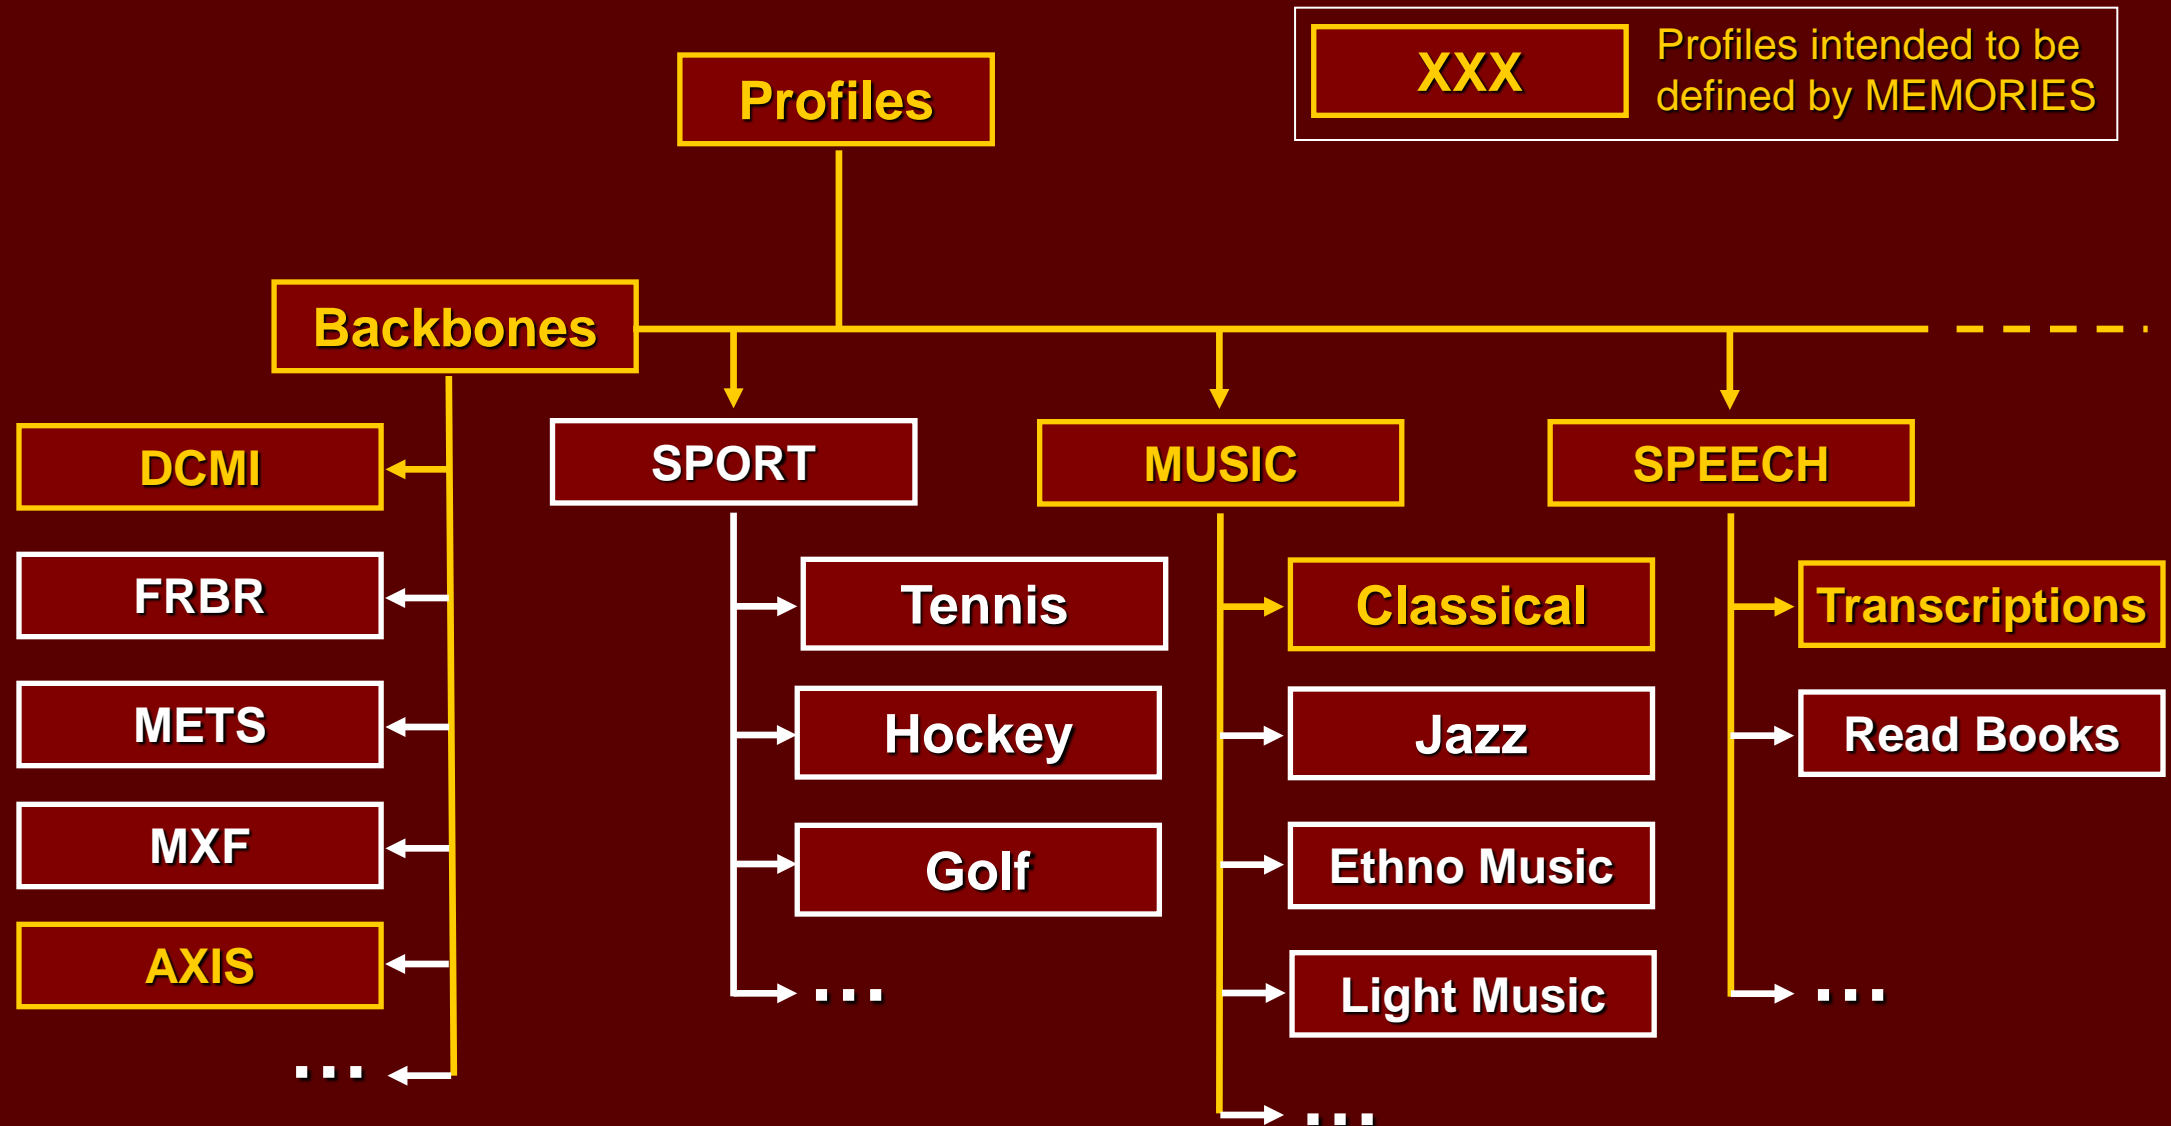 Profiles
XXX
Profiles intended to be
defined by MEMORIES
Backbones
DCMI
FRBR
METS
MXF
AXIS
...
SPORT
Tennis
Hockey
Golf
...
MUSIC
Classical
Jazz
Ethno Music
Light Music
...
SPEECH
Transcriptions
Read Books
...